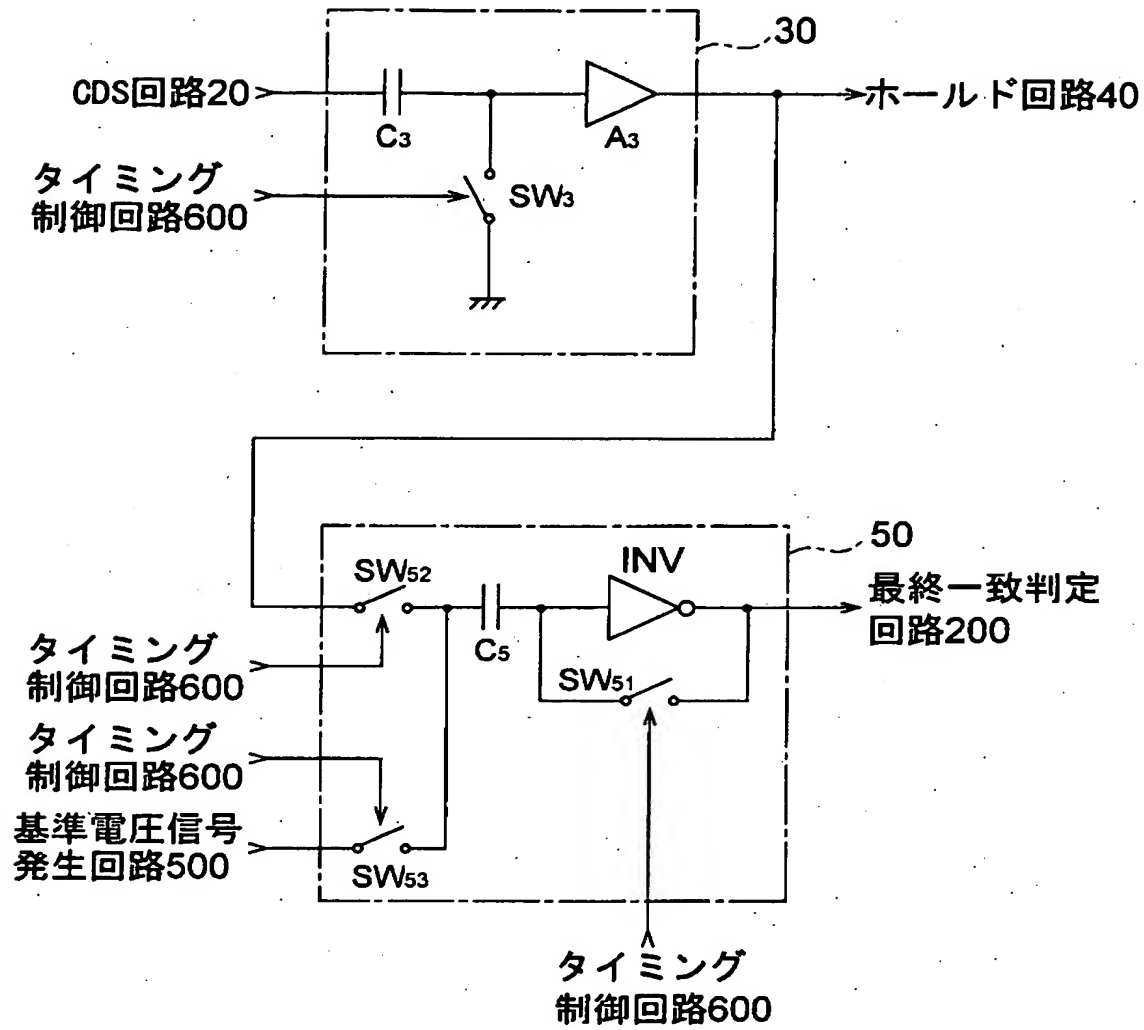 30
CDS回路20
C3
A3
ホールド回路40
タイミング
制御回路600
SW3
50
SW52
INV
最終一致判定
回路200
C5
タイミング
制御回路600
SW51
タイミング
制御回路600
基準電圧信号
発生回路500
SW53
タイミング
制御回路600